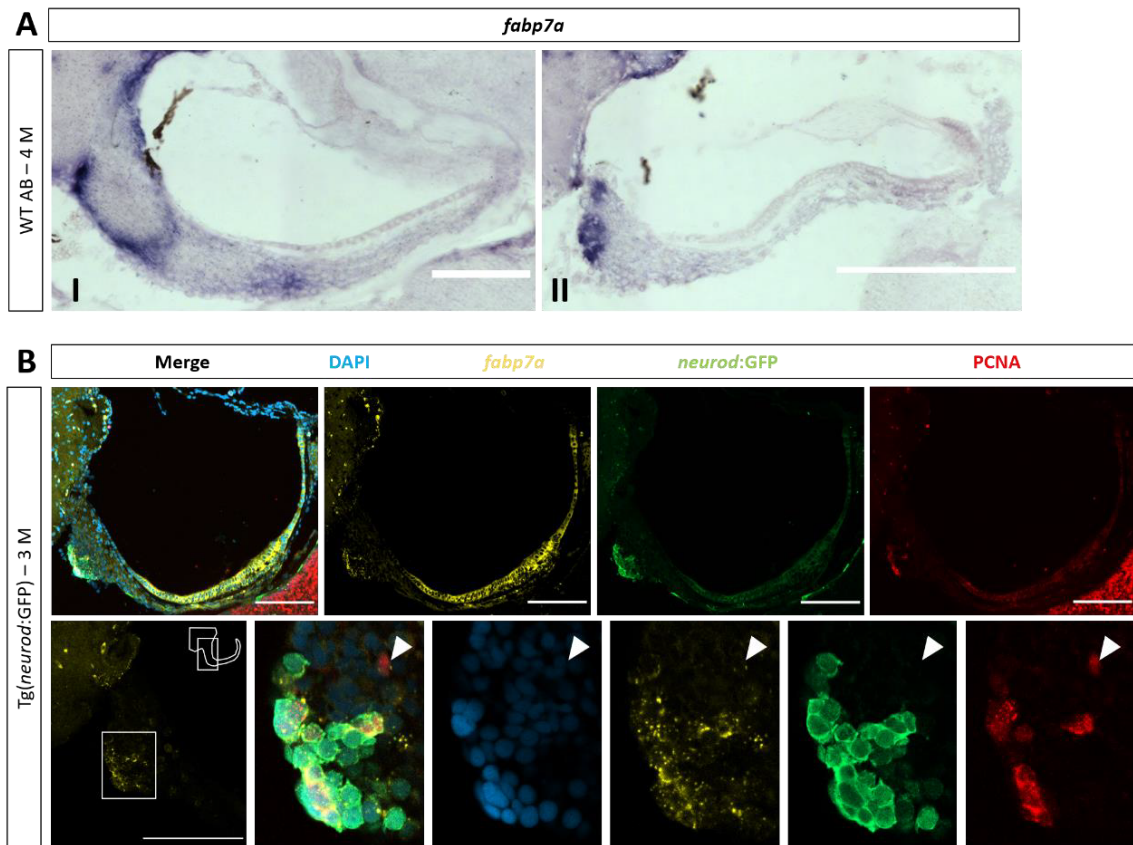 A
fabp7a
WT AB – 4 M
I
II
B
Merge DAPI fabp7a neurod:GFP PCNA
Tg(neurod:GFP) – 3 M